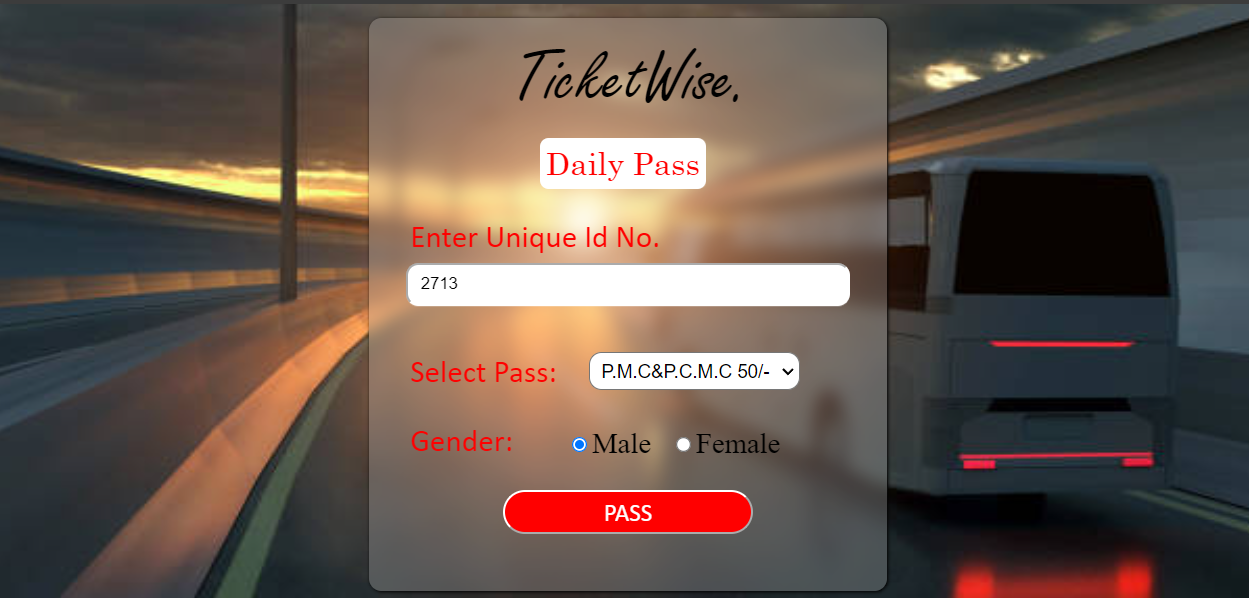 TicketWise.
Daily Pass
Enter Unique Id No.
2713
Select Pass: P.M.C&P.C.M.C 50/-
Gender: Male Female
PASS